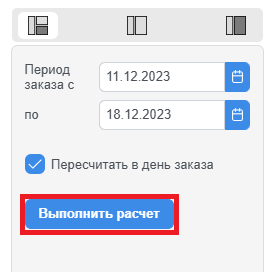 Период
заказа с
11.12.2023
по
18.12.2023
Пересчитать в день заказа
Выполнить расчет